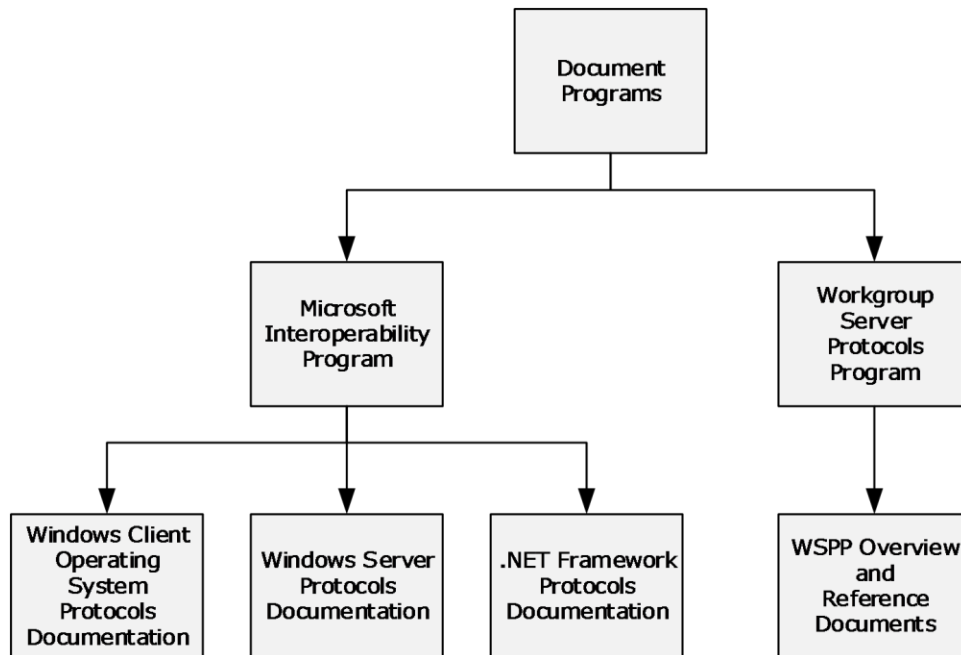 Document
Programs
Microsoft
Interoperability
Program
Workgroup
Server
Protocols
Program
Windows Client
Operating
System
Protocols
Documentation
Windows Server
Protocols
Documentation
.NET Framework
Protocols
Documentation
WSPP Overview
and
Reference
Documents